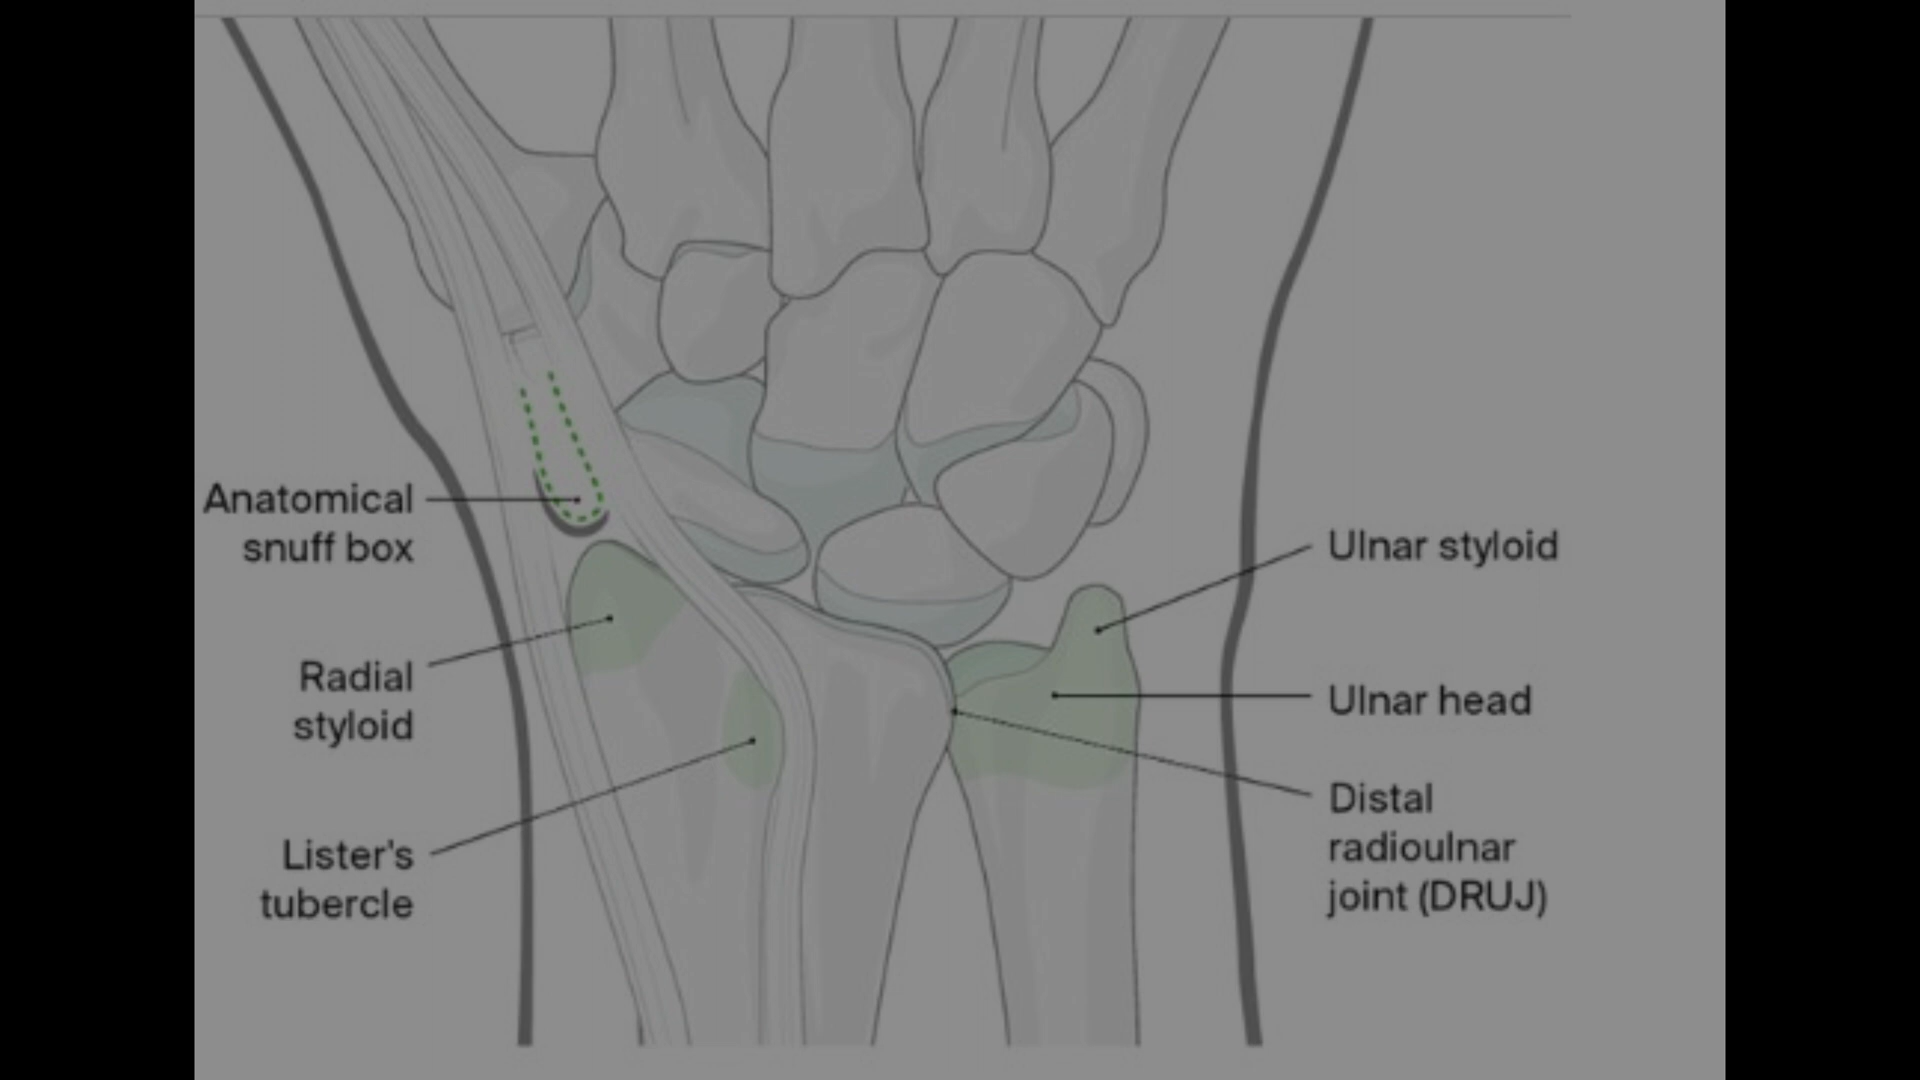 Anatomical
snuff box
Radial
styloid
Lister's
tubercle
Ulnar styloid
Ulnar head
Distal
radioulnar
joint (DRUJ)